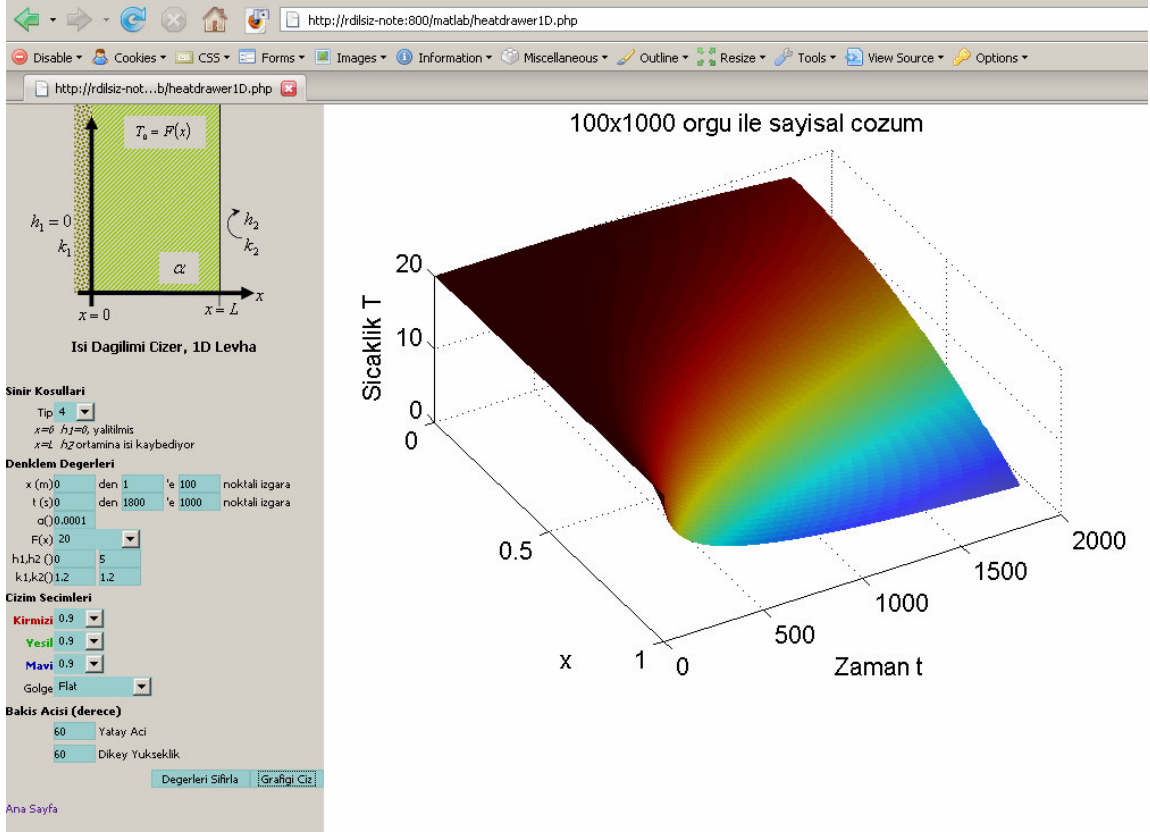 http://rdilsiz-note:800/matlab/heatdrawer1D.php
Disable Cookies CSS Forms Images Information Miscellaneous Outline Resize Tools View Source Options
http://rdilsiz-not...b/heatdrawer1D.php
T₀ = F(x)
h₁ = 0
k₁
h₂
k₂
α
x = 0
x = L
x
Isi Dagilimi Cizer, 1D Levha
Sinir Kosullari
Tip 4
x=0 h1=0, yalitilmis
x=L h2 ortamina isi kaybediyor
Denklem Degerleri
x (m) 0 den 1 'e 100 noktali izgara
t (s) 0 den 1800 'e 1000 noktali izgara
α() 0.0001
F(x) 20
h1,h2 () 0 5
k1,k2() 1.2 1.2
Cizim Secimleri
Kirmizi 0.9
Yesil 0.9
Mavi 0.9
Golge Flat
Bakis Acisi (derece)
60 Yatay Aci
60 Dikey Yukseklik
Degerleri Sifirla Grafigi Ciz
Ana Sayfa
100x1000 orgu ile sayisal cozum
Sicaklik T
20
10
0
0
0.5
1
x
0
500
1000
1500
2000
Zaman t